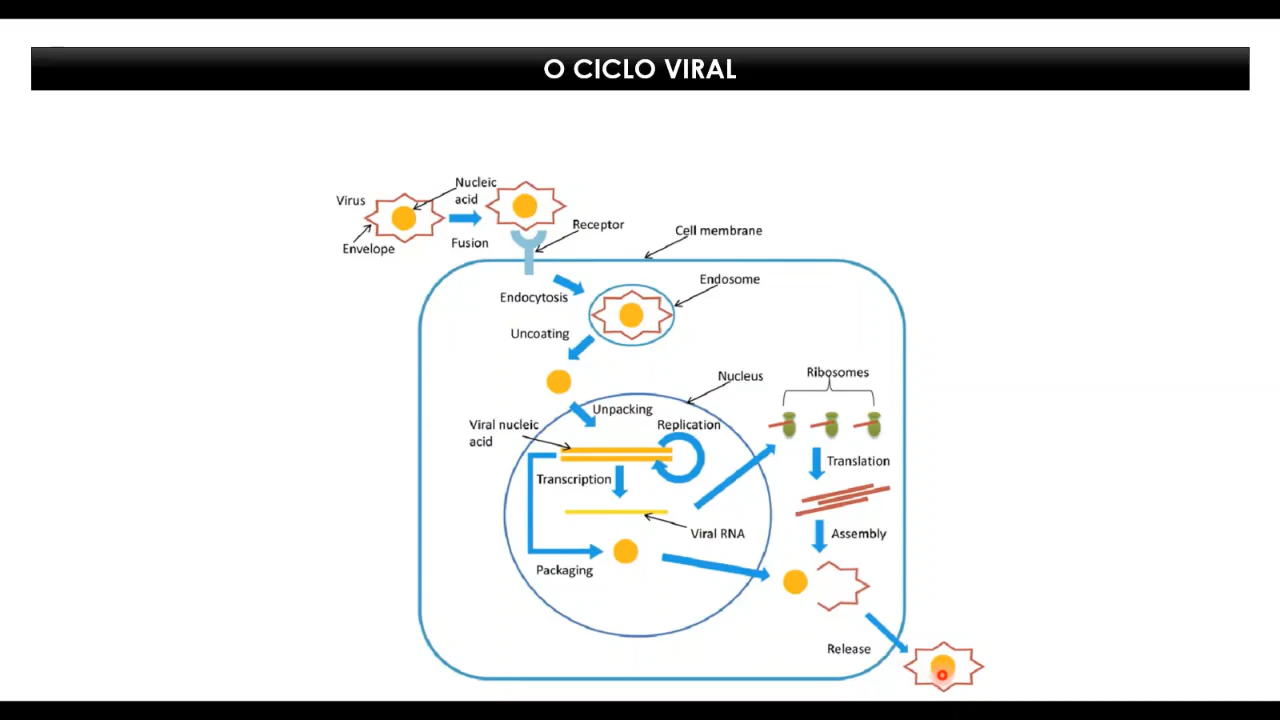 O CICLO VIRAL
Nucleic
acid
Virus
Envelope
Fusion
Receptor
Cell membrane
Endocytosis
Endosome
Uncoating
Nucleus
Ribosomes
Unpacking
Viral nucleic
acid
Replication
Transcription
Translation
Viral RNA
Assembly
Packaging
Release